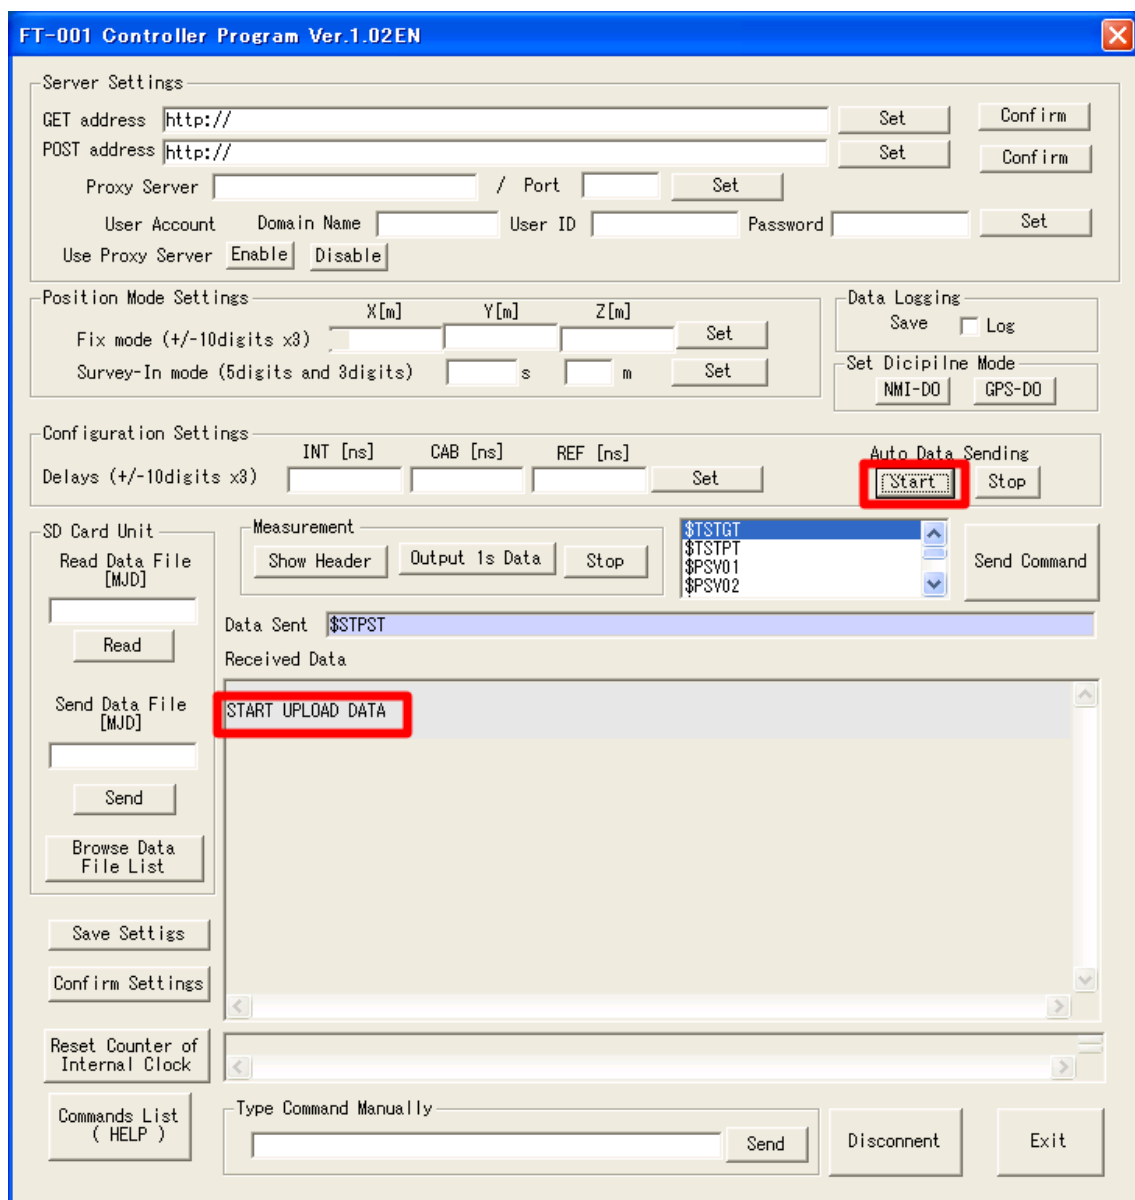 FT-001 Controller Program Ver.1.02EN
Server Settings
GET address http:// Set Confirm
POST address http:// Set Confirm
Proxy Server / Port Set
User Account Domain Name User ID Password Set
Use Proxy Server Enable Disable
Position Mode Settings
X[m] Y[m] Z[m]
Fix mode (+/-10digits x3) Set
Survey-In mode (5digits and 3digits) s m Set
Data Logging
Save Log
Set Dicipilne Mode
NMI-DO GPS-DO
Configuration Settings
INT [ns] CAB [ns] REF [ns]
Delays (+/-10digits x3) Set
Auto Data Sending
Start Stop
SD Card Unit
Read Data File
[MJD]
Read
Send Data File
[MJD]
Send
Browse Data
File List
Measurement
Show Header Output 1s Data Stop
$TSTGT
$TSTPT
$PSV01
$PSV02
Send Command
Data Sent $STPST
Received Data
START UPLOAD DATA
Save Settigs
Confirm Settings
Reset Counter of
Internal Clock
Commands List
( HELP )
Type Command Manually
Send
Disconnent
Exit